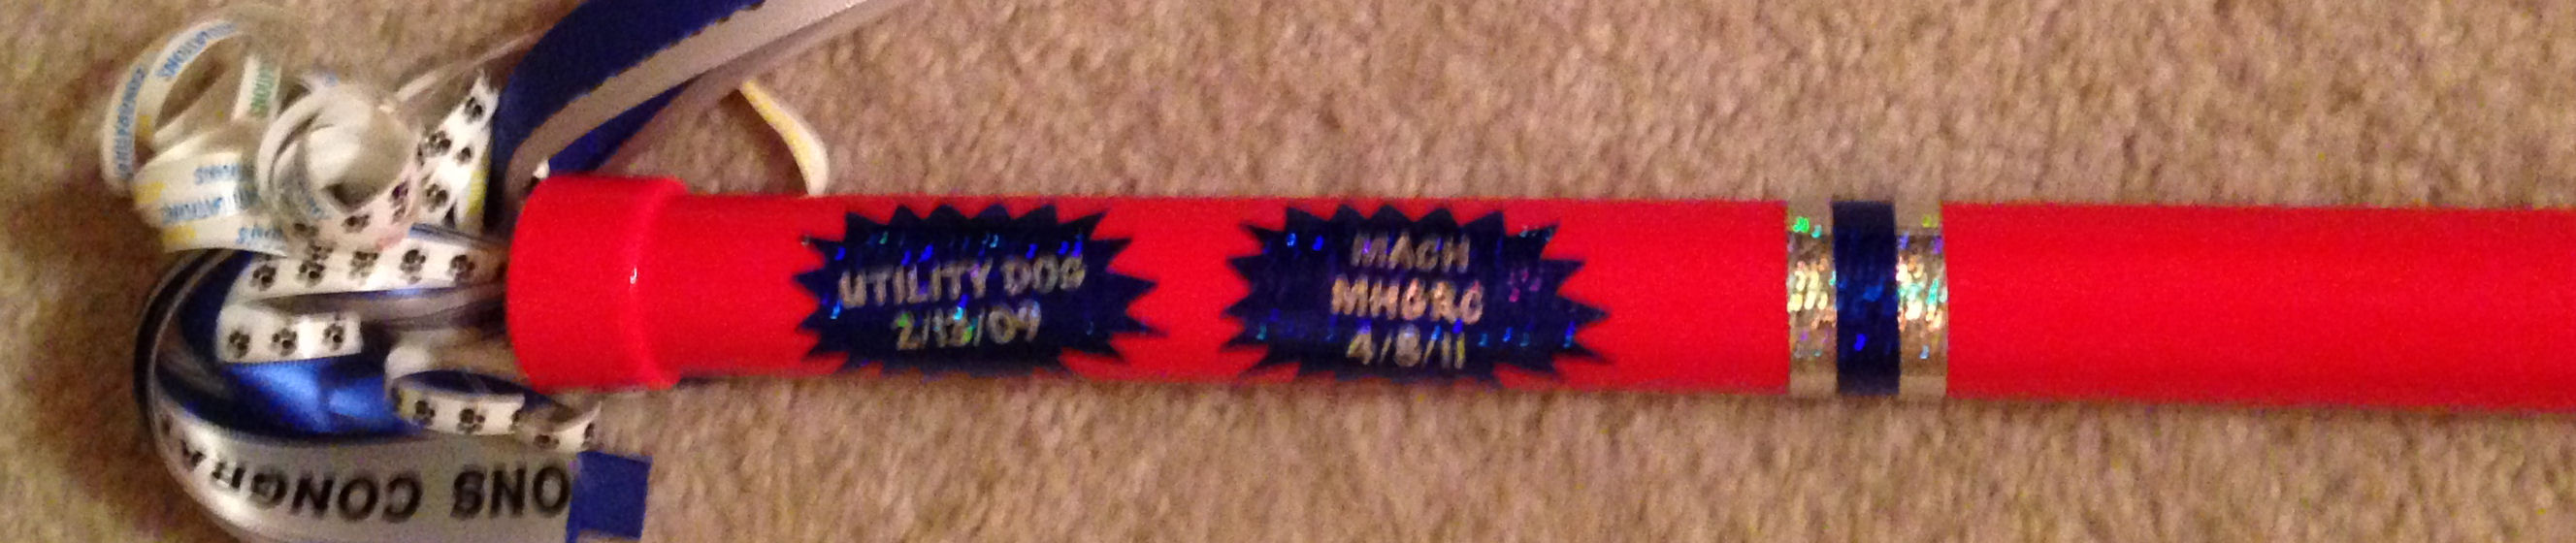 UTILITY DOG
2/13/09
MACH
MHGRC
4/8/11
ONS CONGRA